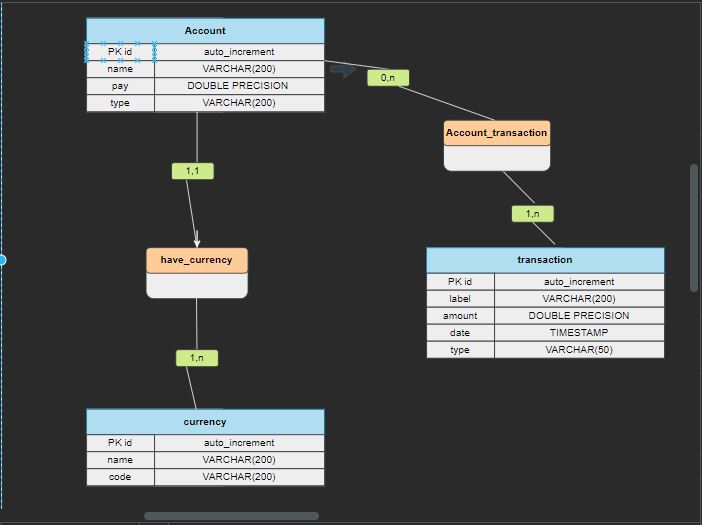 Account
PK id auto_increment
name VARCHAR(200)
pay DOUBLE PRECISION
type VARCHAR(200)
0,n
Account_transaction
1,1
1,n
have_currency
transaction
PK id auto_increment
label VARCHAR(200)
amount DOUBLE PRECISION
date TIMESTAMP
type VARCHAR(50)
1,n
currency
PK id auto_increment
name VARCHAR(200)
code VARCHAR(200)